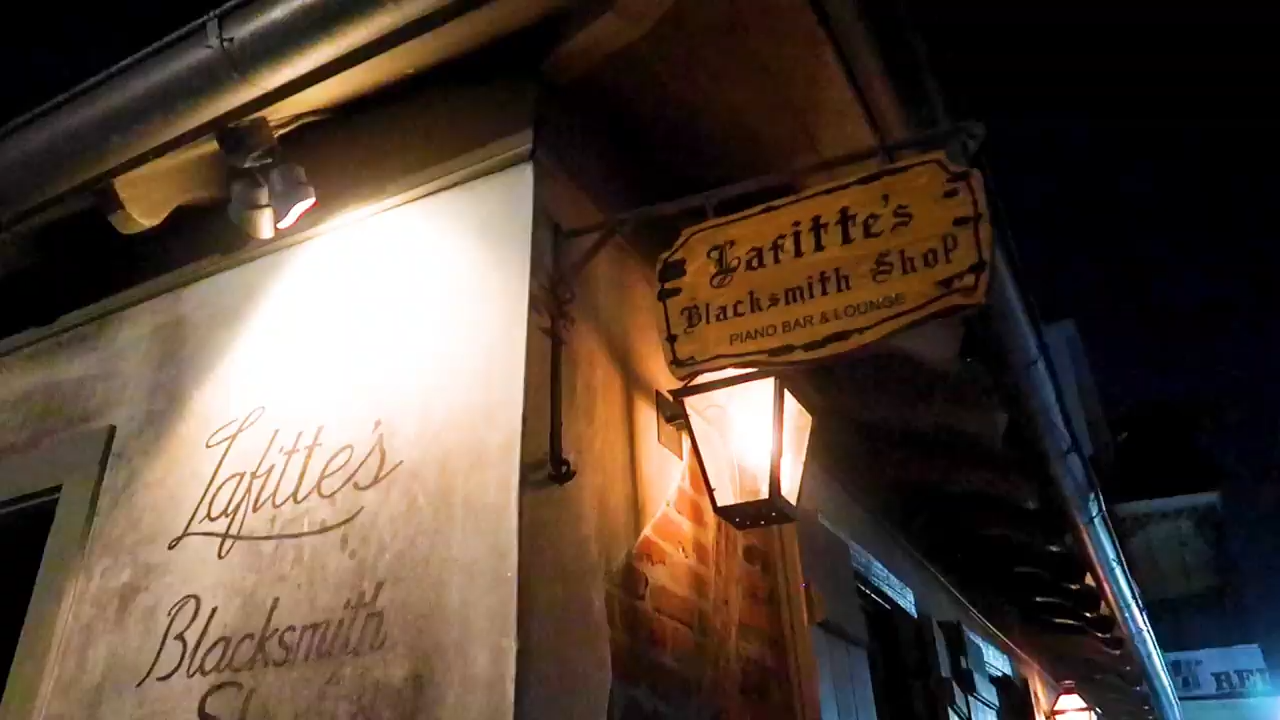 Lafitte's
Blacksmith Shop
PIANO BAR & LOUNGE
Lafitte's
Blacksmith